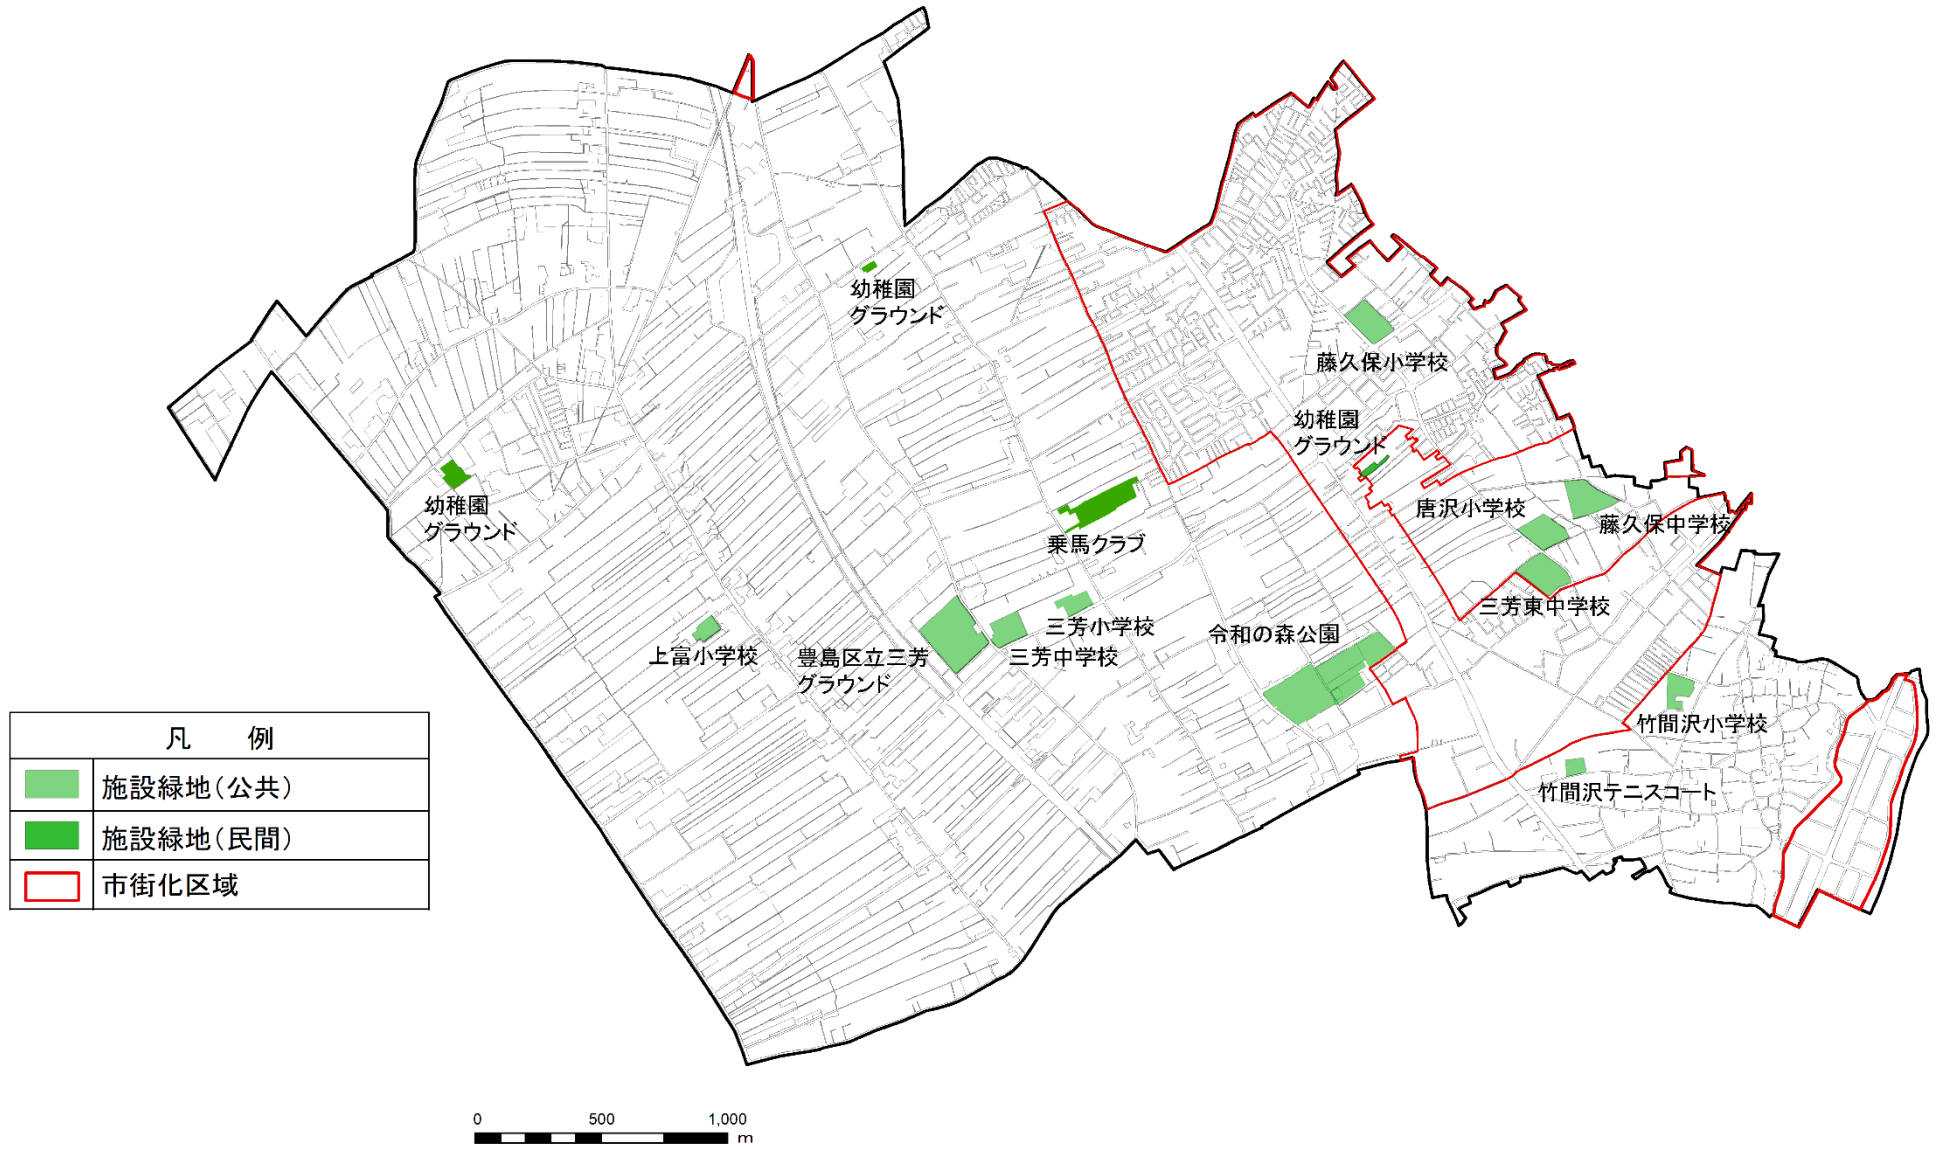 幼稚園
グラウンド
藤久保小学校
幼稚園
グラウンド
幼稚園
グラウンド
唐沢小学校
藤久保中学校
乗馬クラブ
三芳東中学校
三芳小学校
令和の森公園
上富小学校
豊島区立三芳
グラウンド
三芳中学校
竹間沢小学校
竹間沢テニスコート
凡 例
施設緑地(公共)
施設緑地(民間)
市街化区域
0 500 1,000
m